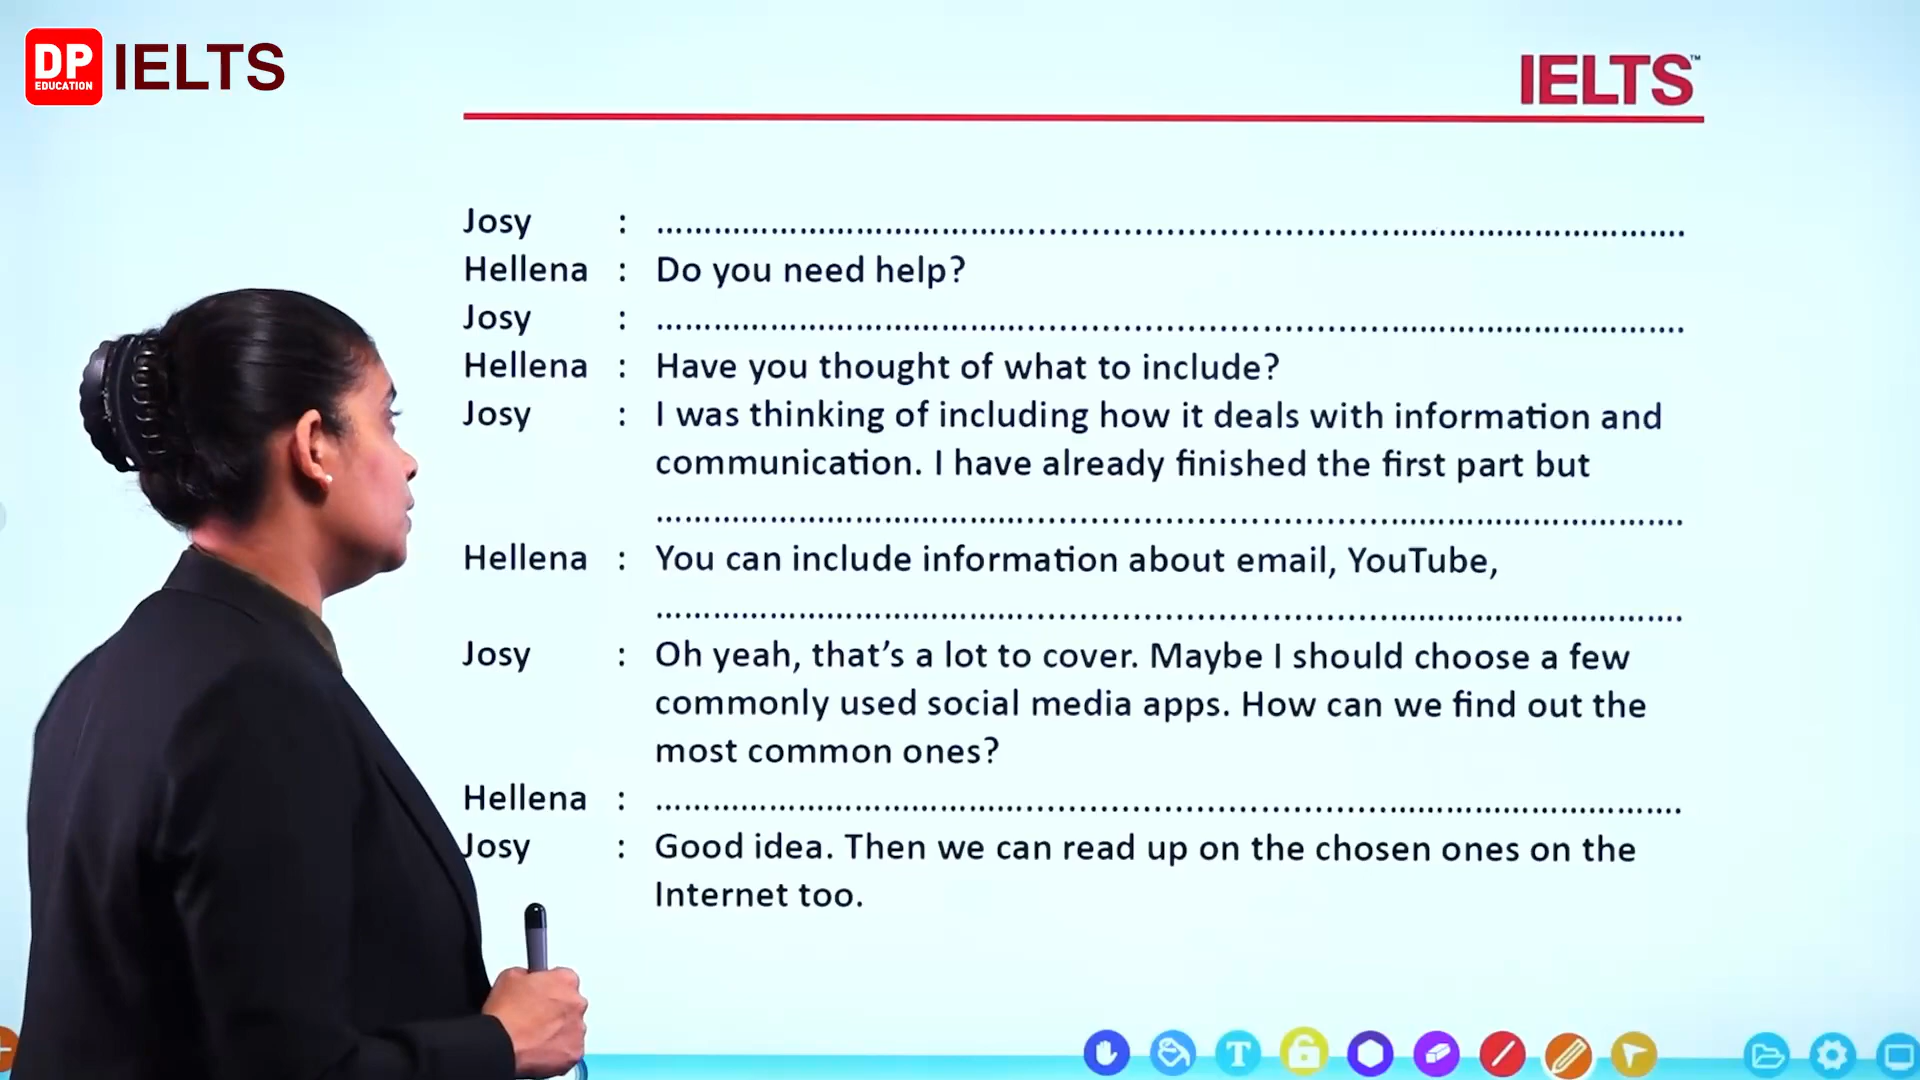 DP
EDUCATION
IELTS
IELTS™
Josy : ........................................................................
Hellena : Do you need help?
Josy : ........................................................................
Hellena : Have you thought of what to include?
Josy : I was thinking of including how it deals with information and
communication. I have already finished the first part but
........................................................................
Hellena : You can include information about email, YouTube,
........................................................................
Josy : Oh yeah, that’s a lot to cover. Maybe I should choose a few
commonly used social media apps. How can we find out the
most common ones?
Hellena : ........................................................................
Josy : Good idea. Then we can read up on the chosen ones on the
Internet too.
T